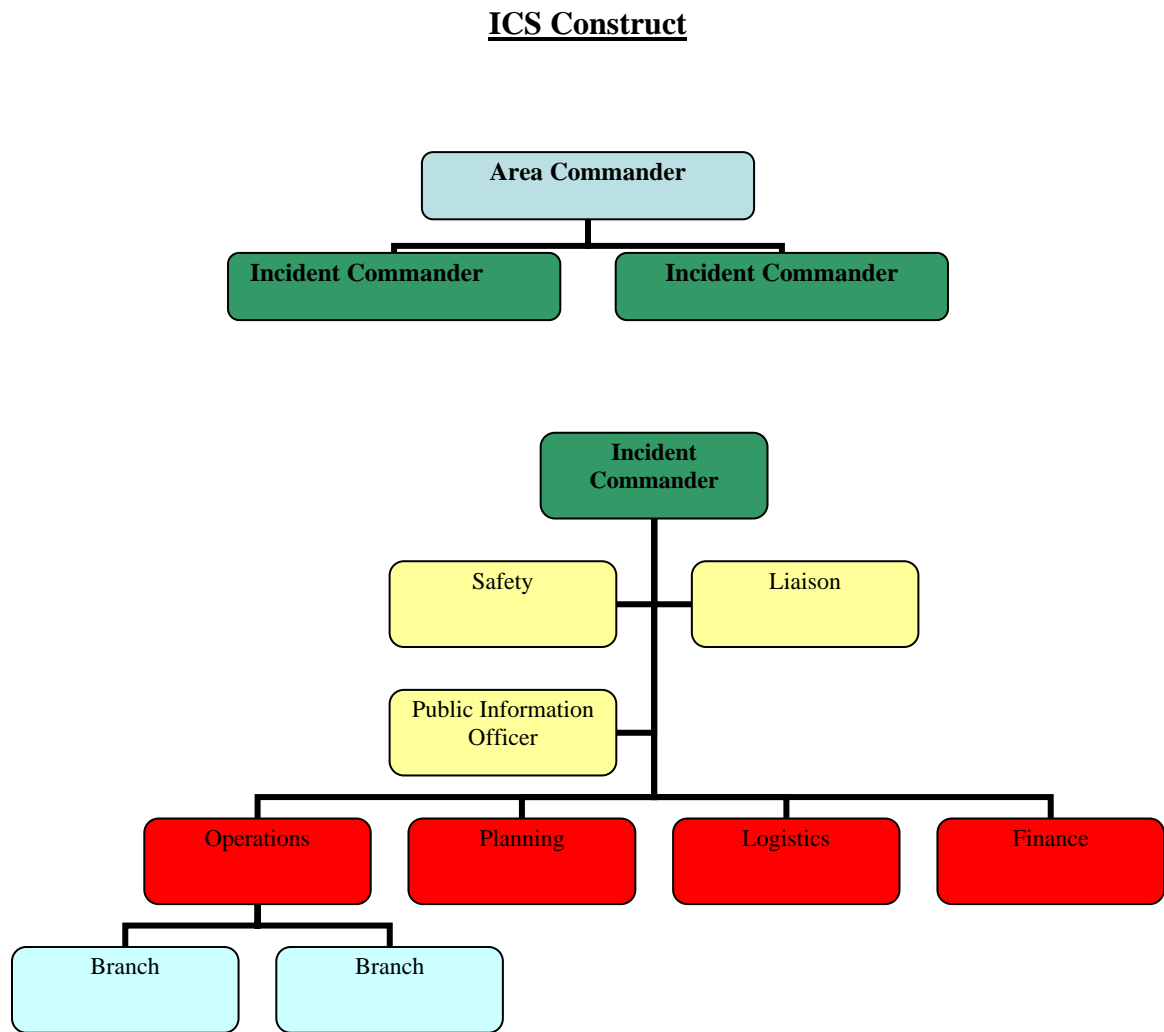 ICS Construct
Area Commander
Incident Commander
Incident Commander
Incident
Commander
Safety
Liaison
Public Information
Officer
Operations
Planning
Logistics
Finance
Branch
Branch